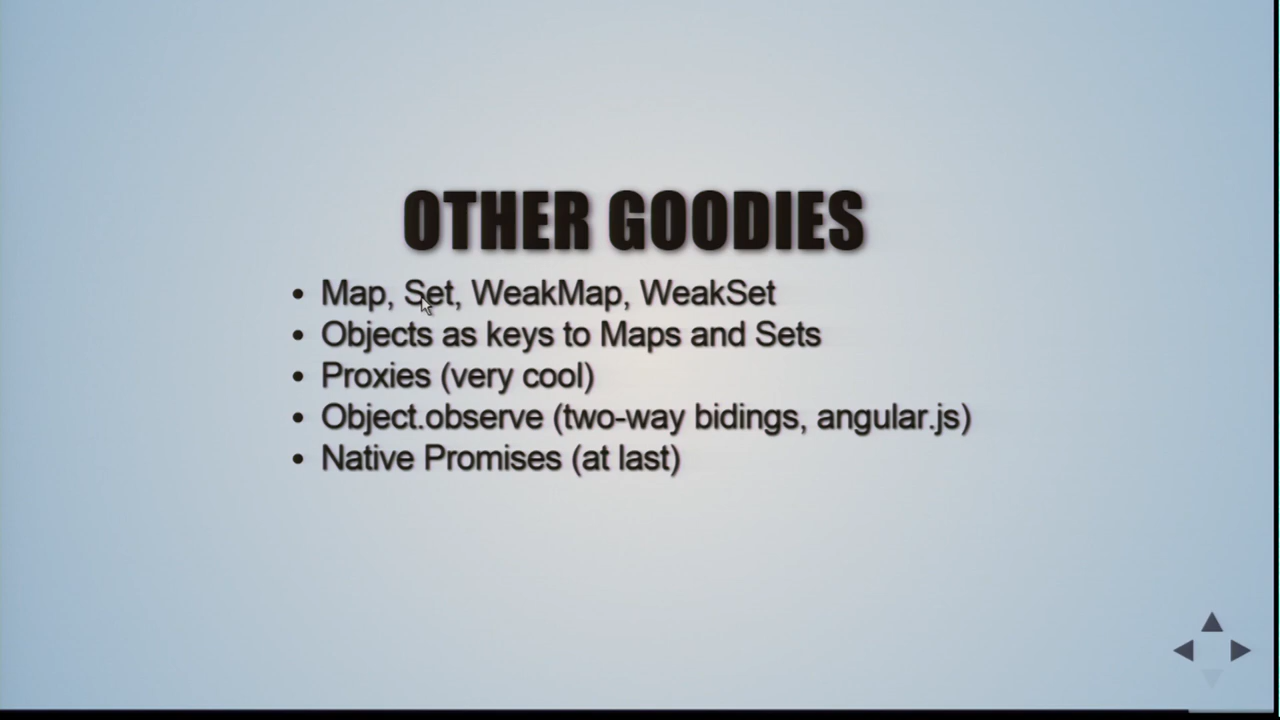 OTHER GOODIES
Map, Set, WeakMap, WeakSet
Objects as keys to Maps and Sets
Proxies (very cool)
Object.observe (two-way bidings, angular.js)
Native Promises (at last)